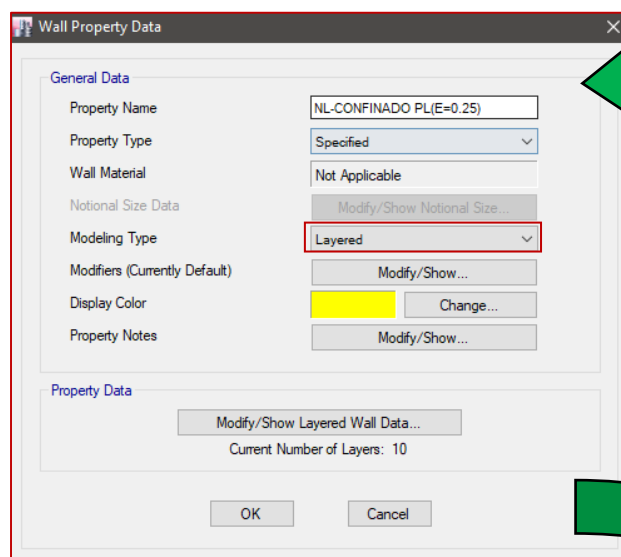 Wall Property Data
General Data
Property Name NL-CONFINADO PL(E=0.25)
Property Type Specified
Wall Material Not Applicable
Notional Size Data Modify/Show Notional Size...
Modeling Type Layered
Modifiers (Currently Default) Modify/Show...
Display Color Change...
Property Notes Modify/Show...
Property Data
Modify/Show Layered Wall Data...
Current Number of Layers: 10
OK Cancel